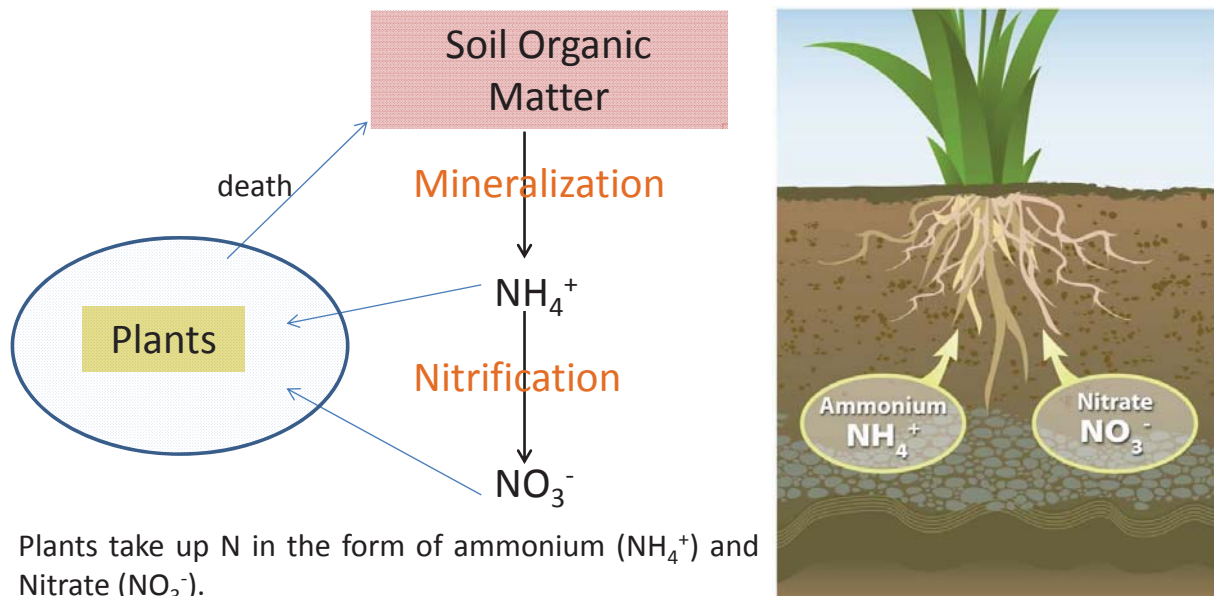 Soil Organic
Matter
death
Mineralization
NH₄⁺
Plants
Nitrification
NO₃⁻
Plants take up N in the form of ammonium (NH₄⁺) and
Nitrate (NO₃⁻).
Ammonium
NH₄⁺
Nitrate
NO₃⁻